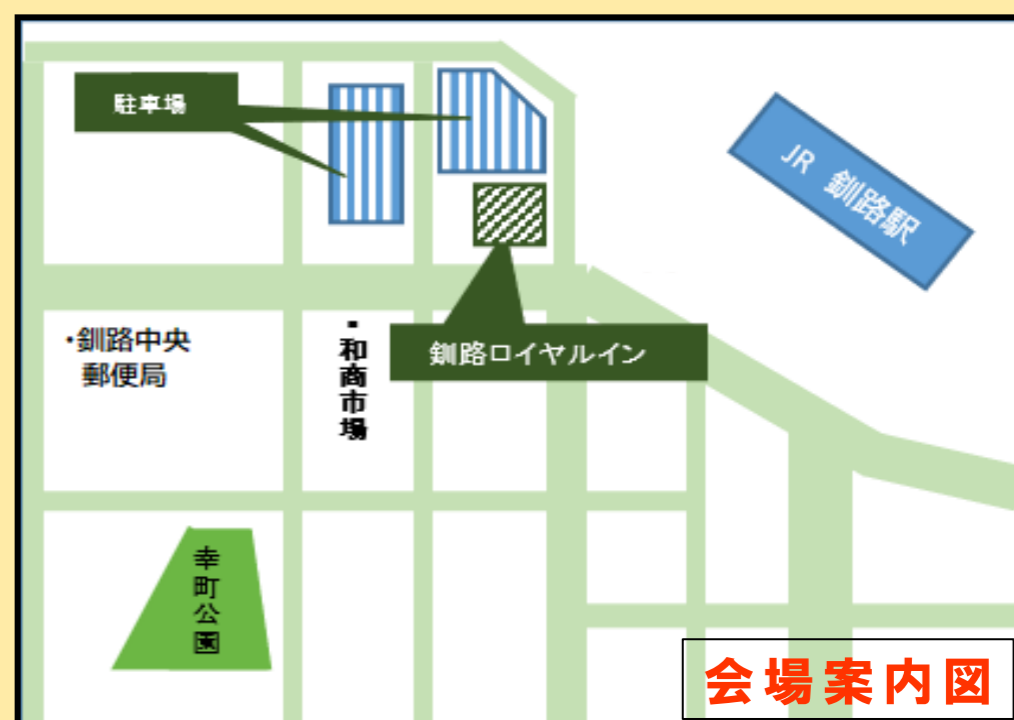 駐車場
JR 釧路駅
・釧路中央
郵便局
・和商市場
釧路ロイヤルイン
幸町公園
会場案内図